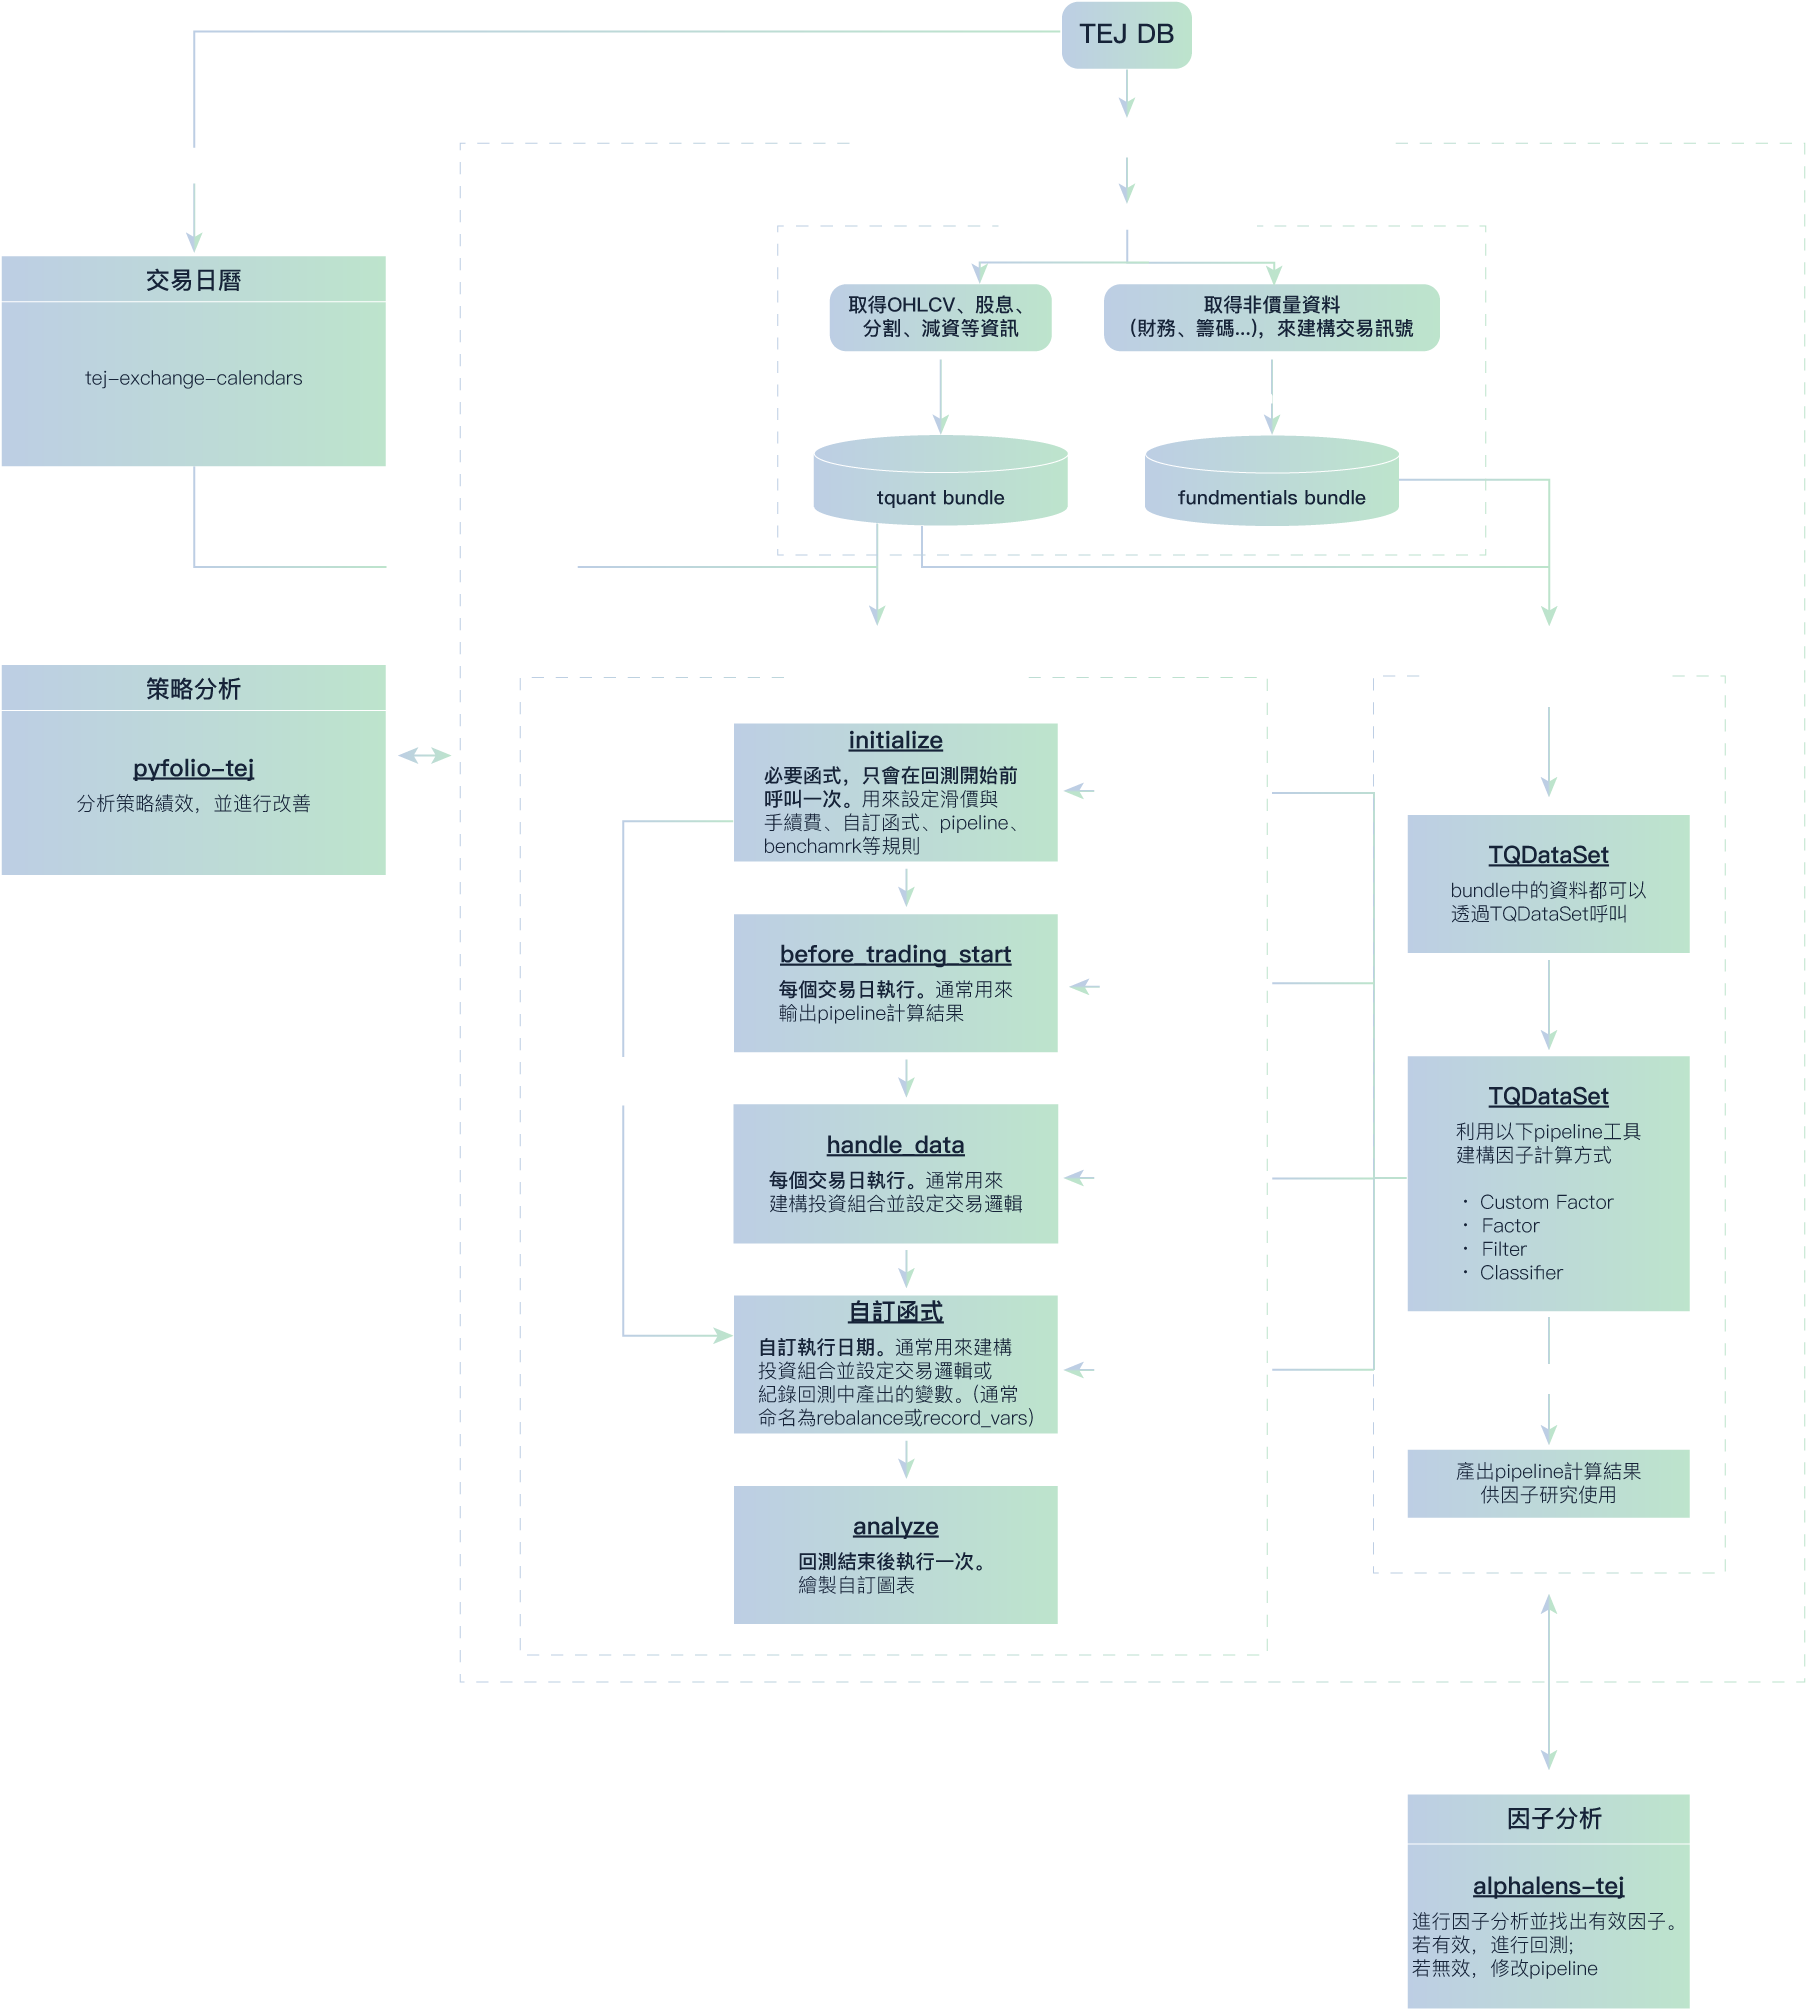 TEJ DB
交易日曆
tej-exchange-calendars
取得OHLCV、股息、
分割、減資等資訊
取得非價量資料
(財務、籌碼...)，來建構交易訊號
tquant bundle
fundmentials bundle
策略分析
pyfolio-tej
分析策略績效，並進行改善
initialize
必要函式，只會在回測開始前
呼叫一次。用來設定滑價與
手續費、自訂函式、pipeline、
benchamrk等規則
before_trading_start
每個交易日執行。通常用來
輸出pipeline計算結果
handle_data
每個交易日執行。通常用來
建構投資組合並設定交易邏輯
自訂函式
自訂執行日期。通常用來建構
投資組合並設定交易邏輯或
紀錄回測中產出的變數。(通常
命名為rebalance或record_vars)
analyze
回測結束後執行一次。
繪製自訂圖表
TQDataSet
bundle中的資料都可以
透過TQDataSet呼叫
TQDataSet
利用以下pipeline工具
建構因子計算方式
· Custom Factor
· Factor
· Filter
· Classifier
產出pipeline計算結果
供因子研究使用
因子分析
alphalens-tej
進行因子分析並找出有效因子。
若有效，進行回測;
若無效，修改pipeline